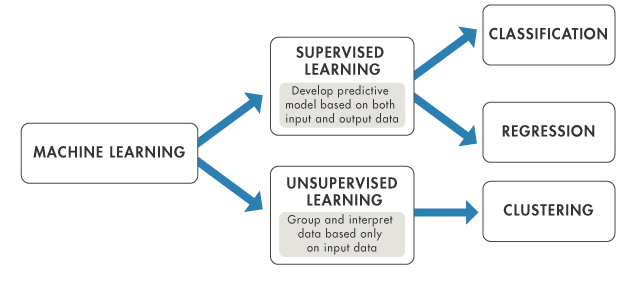 MACHINE LEARNING
SUPERVISED
LEARNING
Develop predictive
model based on both
input and output data
UNSUPERVISED
LEARNING
Group and interpret
data based only
on input data
CLASSIFICATION
REGRESSION
CLUSTERING